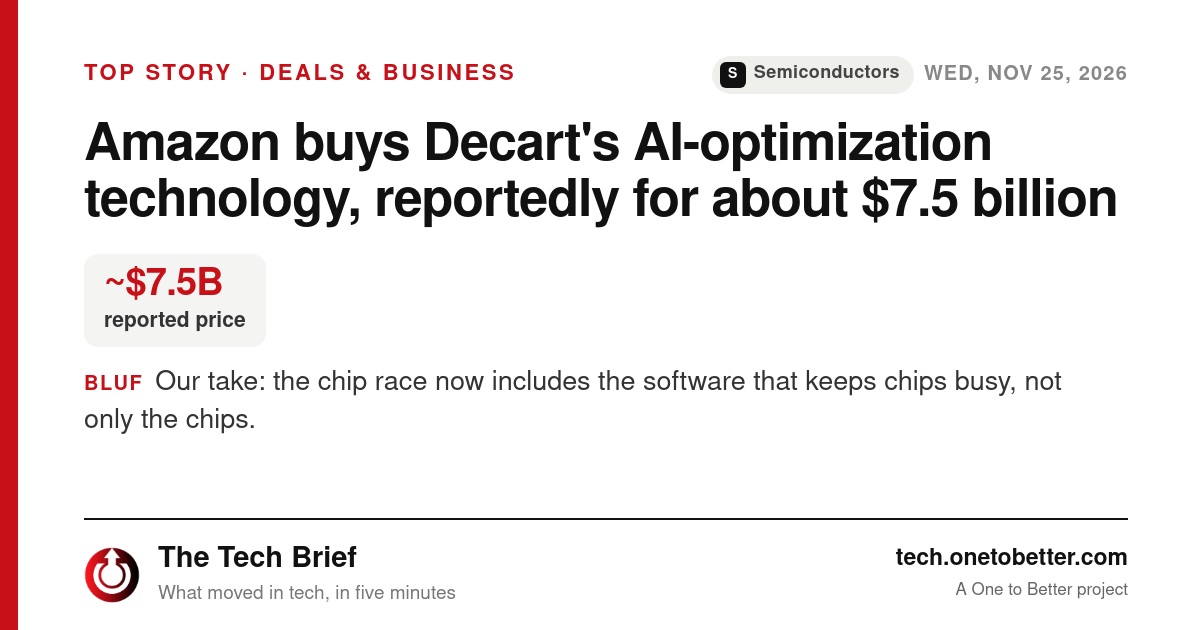 TOP STORY · DEALS & BUSINESS
S Semiconductors WED, NOV 25, 2026
Amazon buys Decart's AI-optimization
technology, reportedly for about $7.5 billion
~$7.5B
reported price
BLUF Our take: the chip race now includes the software that keeps chips busy, not
only the chips.
The Tech Brief
What moved in tech, in five minutes
tech.onetobetter.com
A One to Better project